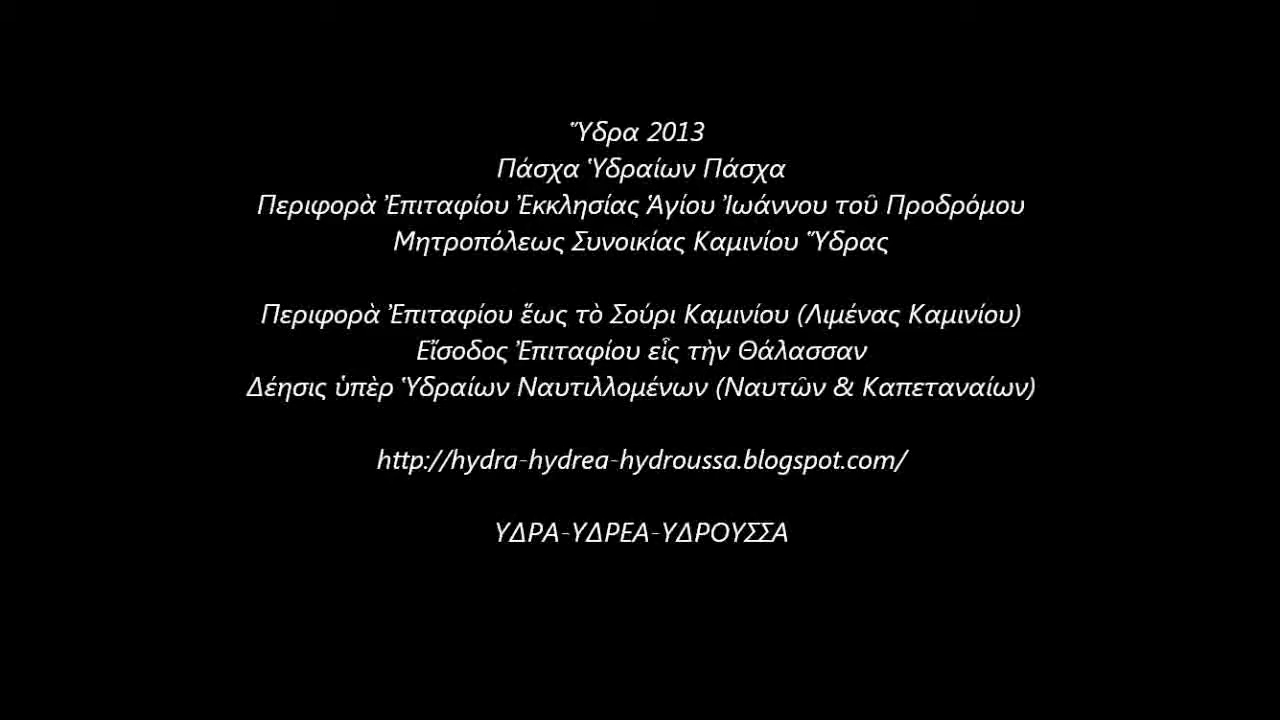 Ὕδρα 2013
Πάσχα Ὑδραίων Πάσχα
Περιφορὰ Ἐπιταφίου Ἐκκλησίας Ἁγίου Ἰωάννου τοῦ Προδρόμου
Μητροπόλεως Συνοικίας Καμινίου Ὕδρας
Περιφορὰ Ἐπιταφίου ἕως τὸ Σούρι Καμινίου (Λιμένας Καμινίου)
Εἴσοδος Ἐπιταφίου εἶς τὴν Θάλασσαν
Δέησις ὑπὲρ Ὑδραίων Ναυτιλλομένων (Ναυτῶν & Καπεταναίων)
http://hydra-hydrea-hydroussa.blogspot.com/
ΥΔΡΑ-ΥΔΡΕΑ-ΥΔΡΟΥΣΣΑ